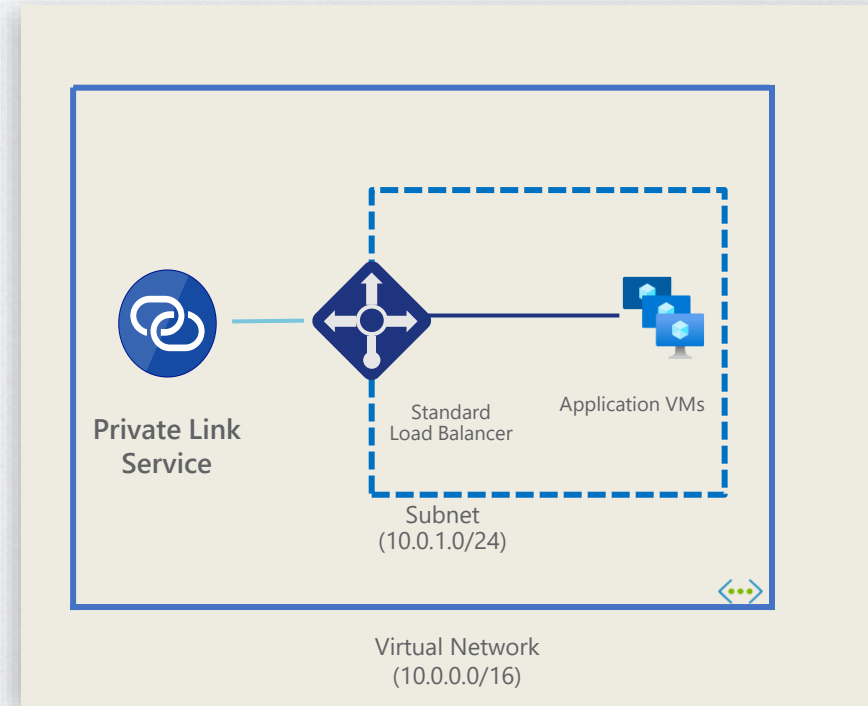 Private Link
Service
Standard
Load Balancer
Application VMs
Subnet
(10.0.1.0/24)
Virtual Network
(10.0.0.0/16)